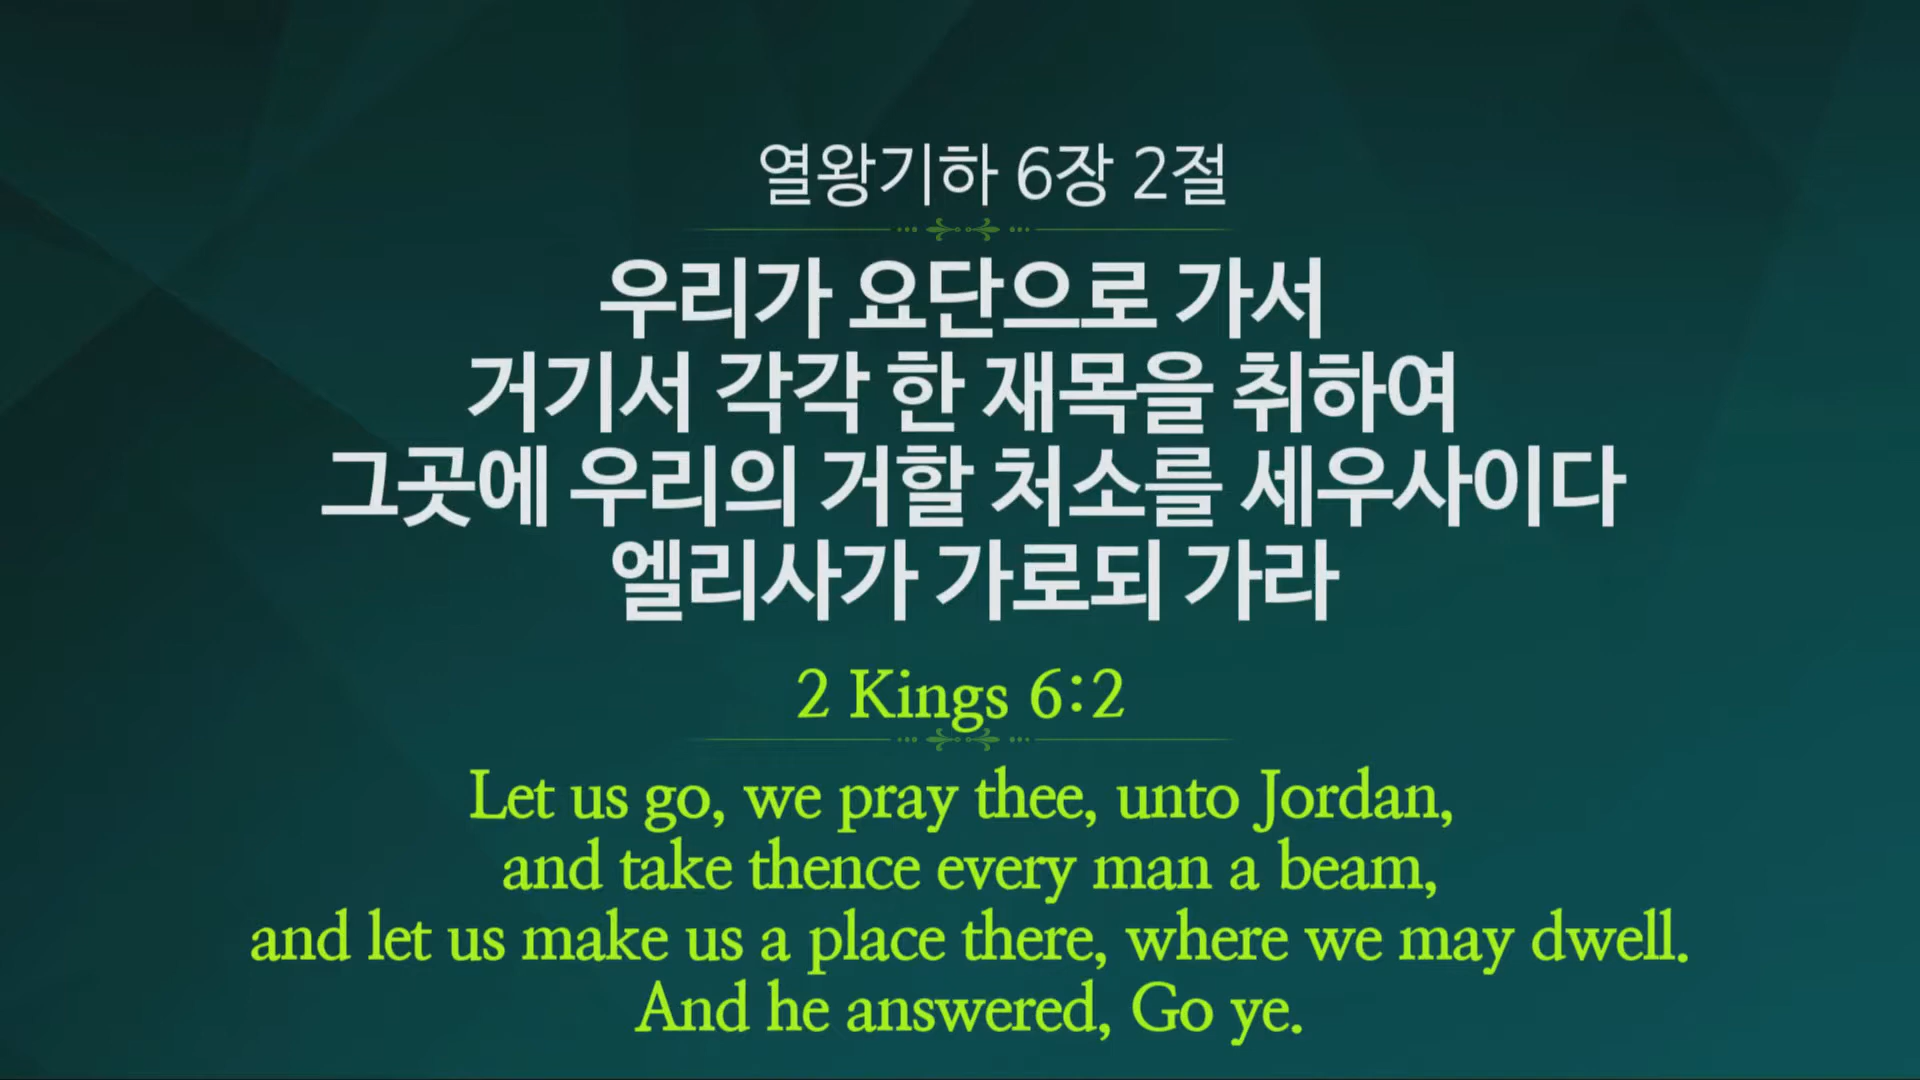 열왕기하 6장 2절
우리가 요단으로 가서
거기서 각각 한 재목을 취하여
그곳에 우리의 거할 처소를 세우사이다
엘리사가 가로되 가라
2 Kings 6:2
Let us go, we pray thee, unto Jordan,
and take thence every man a beam,
and let us make us a place there, where we may dwell.
And he answered, Go ye.